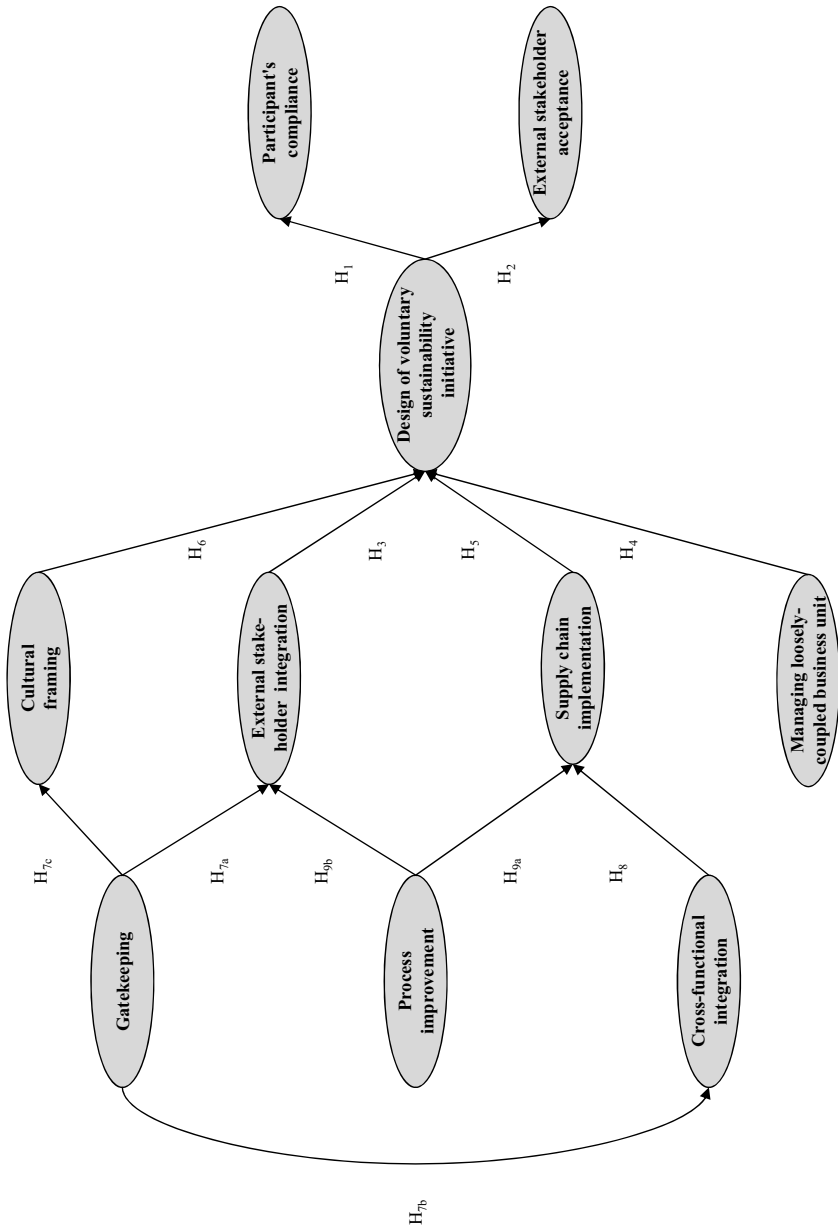 Gatekeeping
Process
improvement
Cross-functional
integration
H7b
H7c
H7a
H9b
H9a
H8
Cultural
framing
External stake-
holder integration
Supply chain
implementation
Managing loosely-
coupled business unit
H6
H3
H5
H4
Design of voluntary
sustainability
initiative
H1
H2
Participant's
compliance
External stakeholder
acceptance